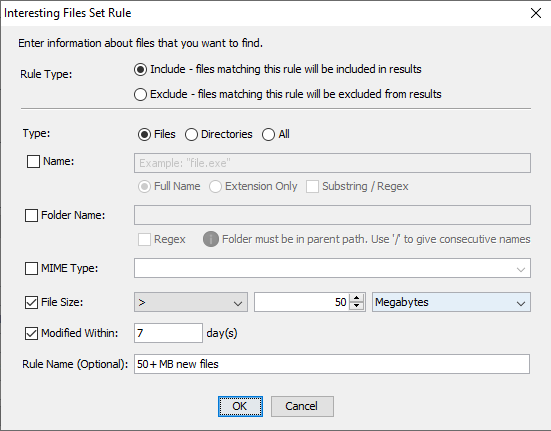 Interesting Files Set Rule
Enter information about files that you want to find.
Rule Type:
Include - files matching this rule will be included in results
Exclude - files matching this rule will be excluded from results
Type:
Files Directories All
Name:
Example: "file.exe"
Full Name Extension Only Substring / Regex
Folder Name:
Regex Folder must be in parent path. Use '/' to give consecutive names
MIME Type:
File Size: > 50 Megabytes
Modified Within: 7 day(s)
Rule Name (Optional): 50+ MB new files
OK Cancel